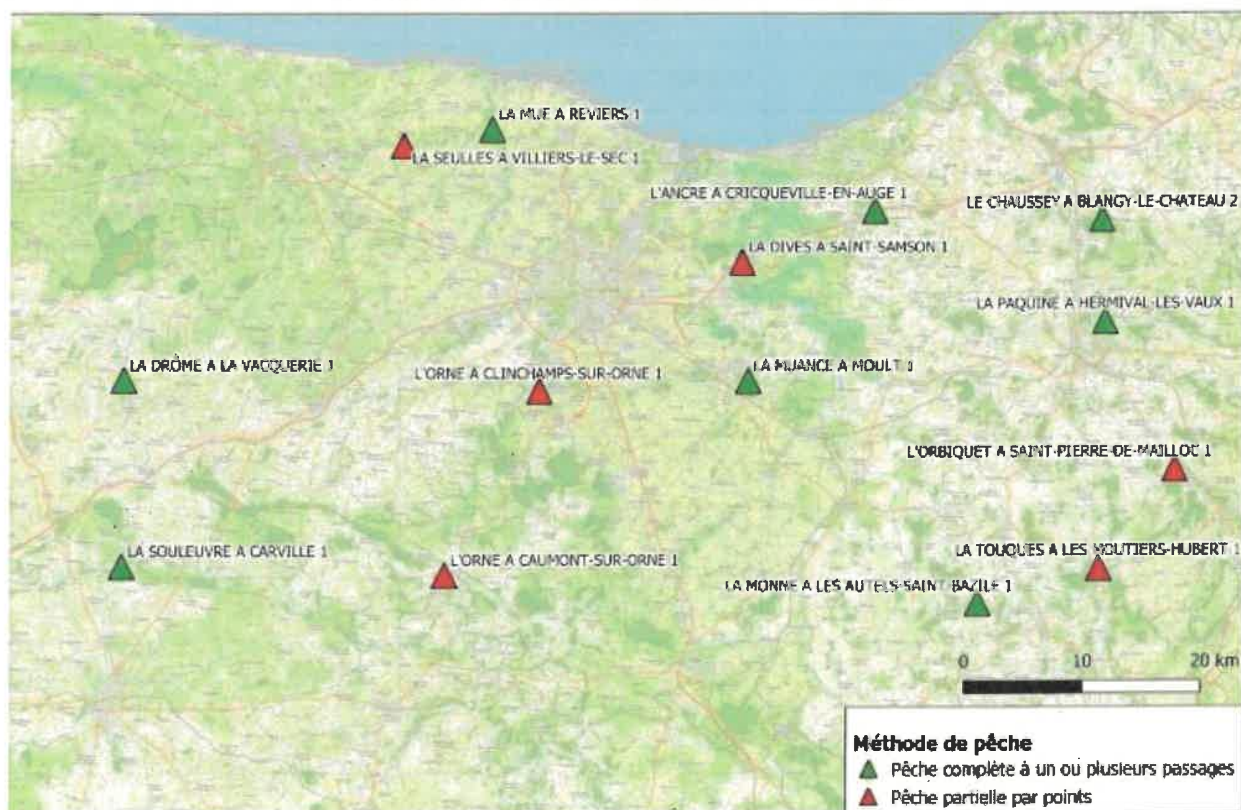 LA MUE A REVIERS 1
LA SEULLES A VILLIERS-LE-SEC 1
L'ANCRE A CRICQUEVILLE-EN-AUGE 1
LE CHAUSSEY A BLANGY-LE-CHATEAU 2
LA DIVES A SAINT-SAMSON 1
LA PAQUINE A HERMIVAL-LES-VAUX 1
LA DRÔME A LA VACQUERIE 1
L'ORNE A CLINCHAMPS-SUR-ORNE 1
LA MUANCE A MOULT 1
L'ORBIQUET A SAINT-PIERRE-DE-MAILLOC 1
LA SOULEUVRE A CARVILLE 1
L'ORNE A CAUMONT-SUR-ORNE 1
LA TOUQUES A LES MOUTIERS-HUBERT 1
LA MONNE A LES AUTELS-SAINT-BAZILE 1
0 10 20 km
Méthode de pêche
Pêche complète à un ou plusieurs passages
Pêche partielle par points